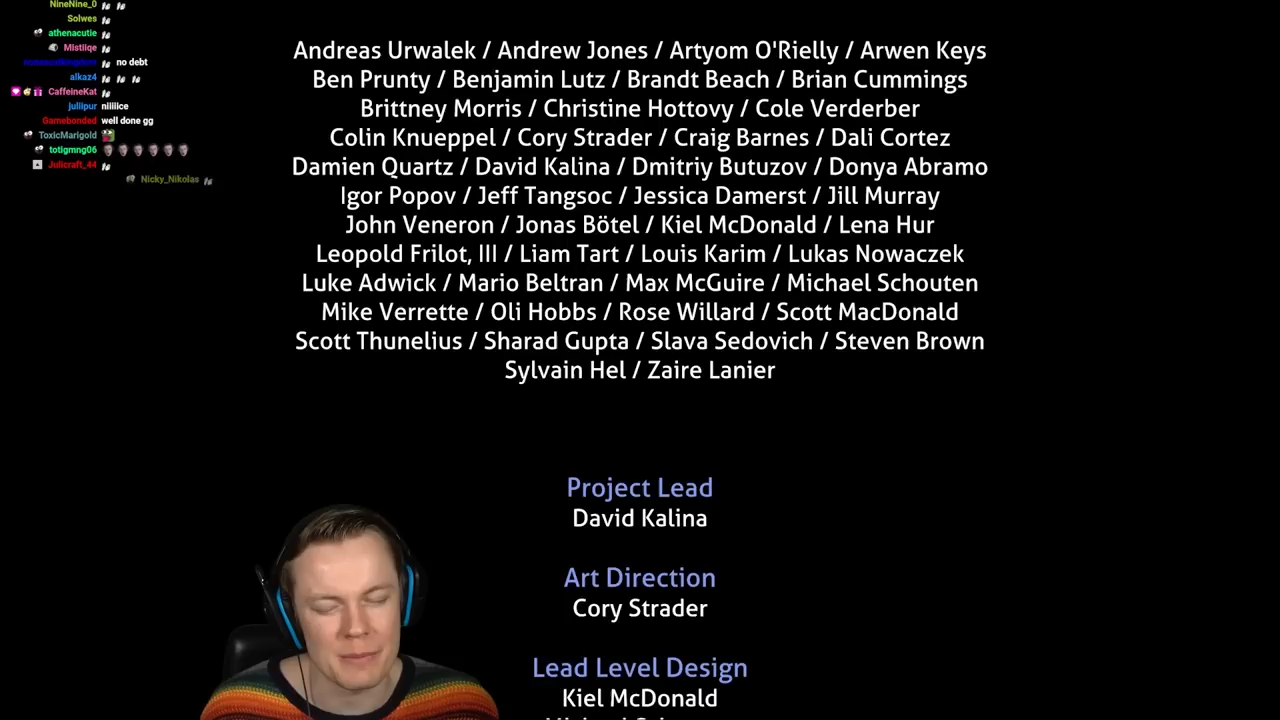 NineNine_0
Solwes
athenacutie
Mistiqe
no debt
alkaz4
CaffeineKat
juliipur niiiiice
Gamebonded well done gg
ToxicMarigold
totigmng06
Julicraft_44
Nicky_Nikolas
Andreas Urwalek / Andrew Jones / Artyom O'Rielly / Arwen Keys
Ben Prunty / Benjamin Lutz / Brandt Beach / Brian Cummings
Brittney Morris / Christine Hottovy / Cole Verderber
Colin Knueppel / Cory Strader / Craig Barnes / Dali Cortez
Damien Quartz / David Kalina / Dmitriy Butuzov / Donya Abramo
Igor Popov / Jeff Tangsoc / Jessica Damerst / Jill Murray
John Veneron / Jonas Bötel / Kiel McDonald / Lena Hur
Leopold Frilot, III / Liam Tart / Louis Karim / Lukas Nowaczek
Luke Adwick / Mario Beltran / Max McGuire / Michael Schouten
Mike Verrette / Oli Hobbs / Rose Willard / Scott MacDonald
Scott Thunelius / Sharad Gupta / Slava Sedovich / Steven Brown
Sylvain Hel / Zaire Lanier
Project Lead
David Kalina
Art Direction
Cory Strader
Lead Level Design
Kiel McDonald